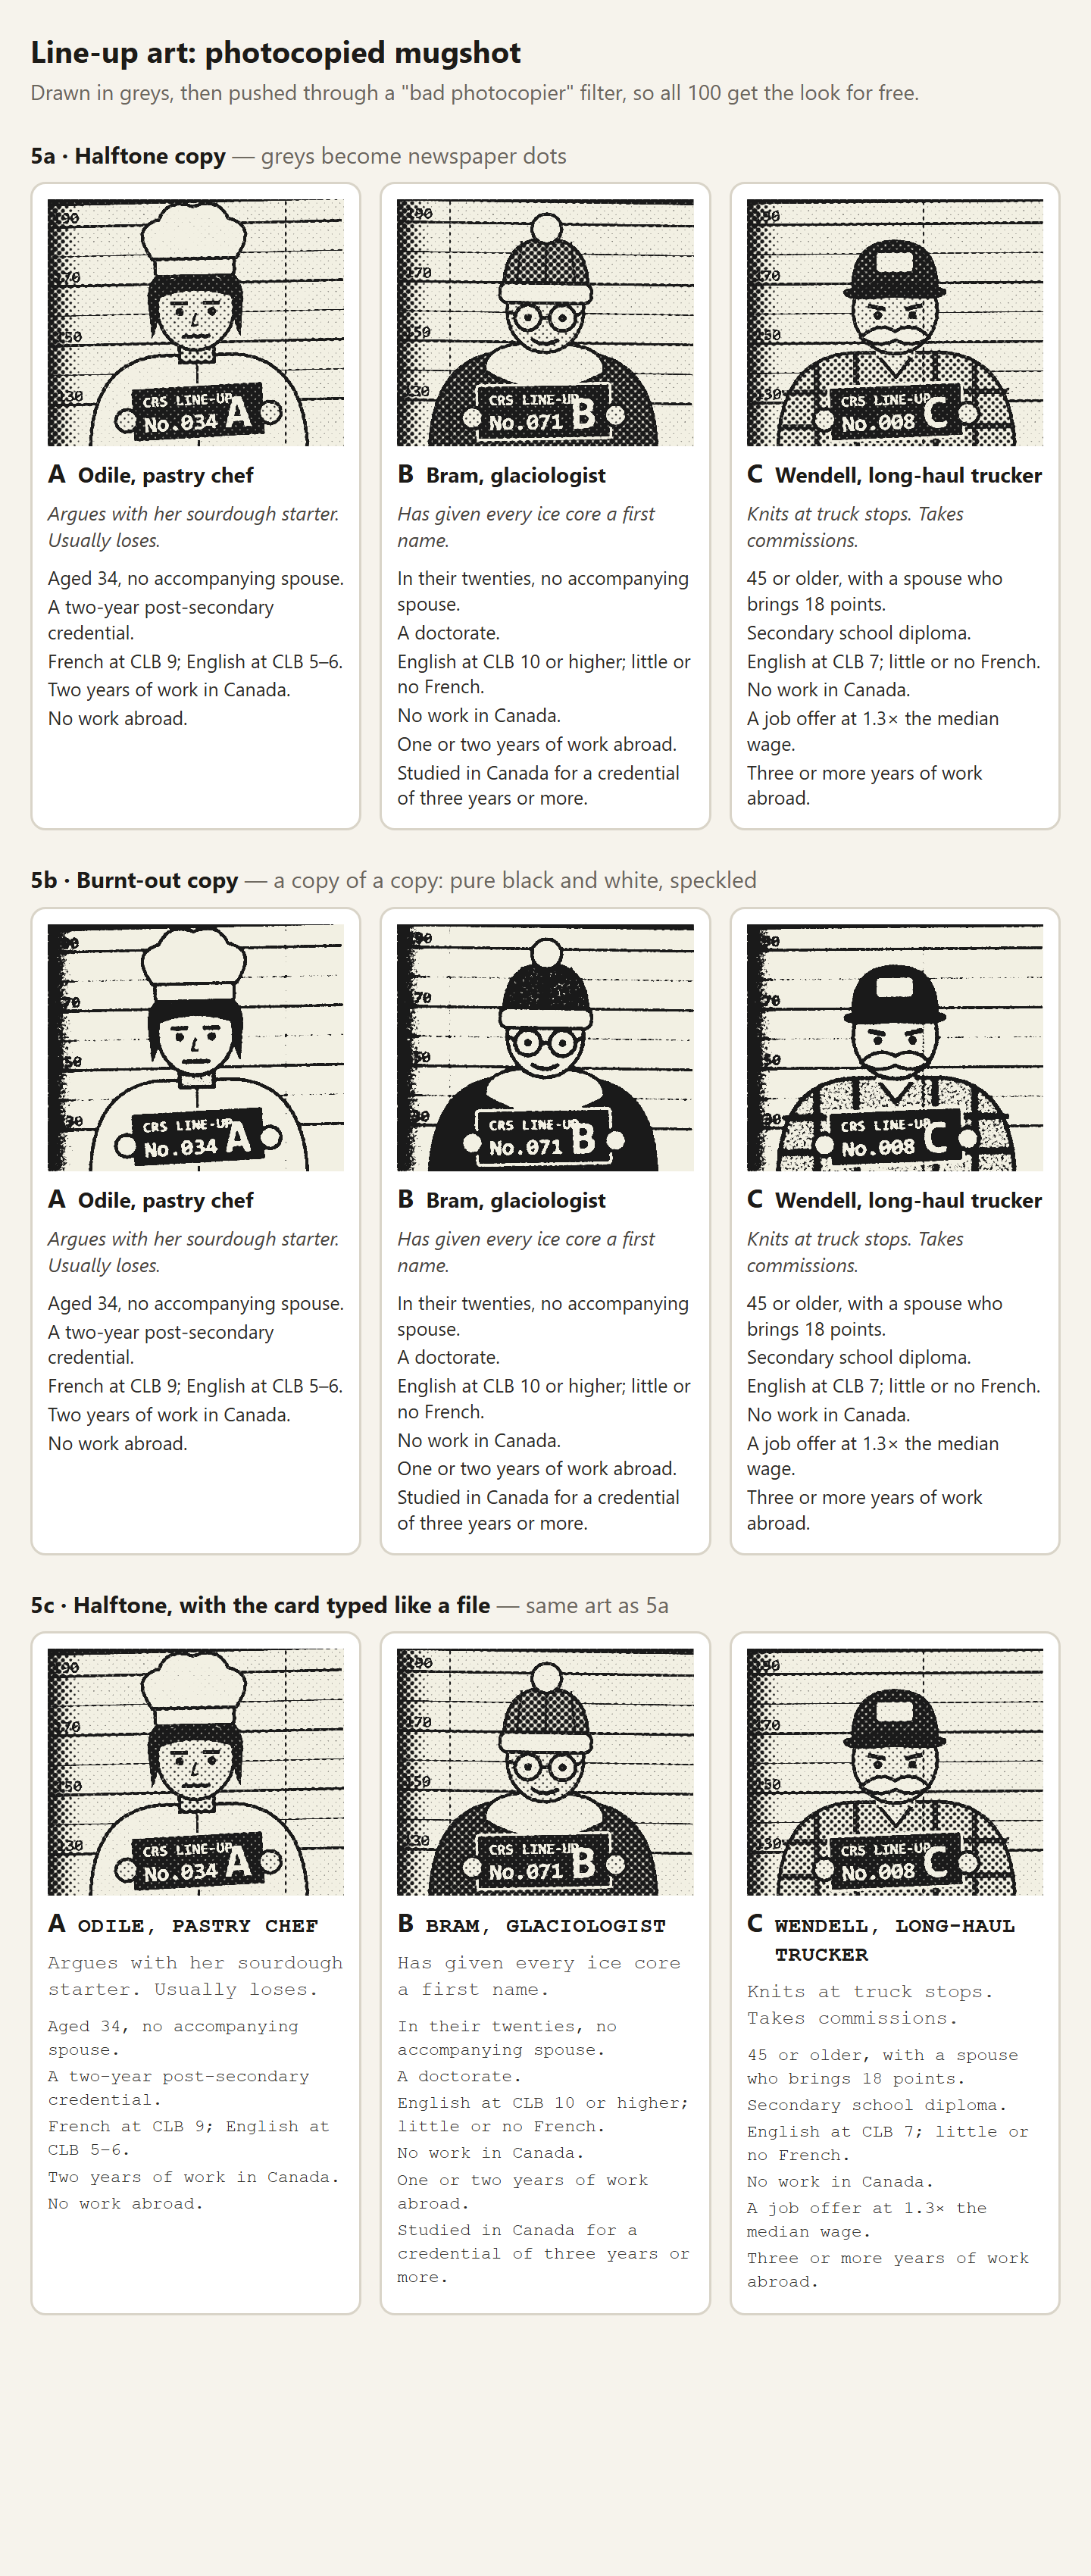 Line-up art: photocopied mugshot
Drawn in greys, then pushed through a "bad photocopier" filter, so all 100 get the look for free.
5a · Halftone copy — greys become newspaper dots
190
170
150
130
CRS LINE-UP
No.034 A
190
170
150
130
CRS LINE-UP
No.071 B
190
170
150
130
CRS LINE-UP
No.008 C
A Odile, pastry chef
Argues with her sourdough starter.
Usually loses.
Aged 34, no accompanying spouse.
A two-year post-secondary
credential.
French at CLB 9; English at CLB 5–6.
Two years of work in Canada.
No work abroad.
B Bram, glaciologist
Has given every ice core a first
name.
In their twenties, no accompanying
spouse.
A doctorate.
English at CLB 10 or higher; little or
no French.
No work in Canada.
One or two years of work abroad.
Studied in Canada for a credential
of three years or more.
C Wendell, long-haul trucker
Knits at truck stops. Takes
commissions.
45 or older, with a spouse who
brings 18 points.
Secondary school diploma.
English at CLB 7; little or no French.
No work in Canada.
A job offer at 1.3× the median
wage.
Three or more years of work
abroad.
5b · Burnt-out copy — a copy of a copy: pure black and white, speckled
CRS LINE-UP
No.034 A
CRS LINE-UP
No.071 B
CRS LINE-UP
No.008 C
A Odile, pastry chef
Argues with her sourdough starter.
Usually loses.
Aged 34, no accompanying spouse.
A two-year post-secondary
credential.
French at CLB 9; English at CLB 5–6.
Two years of work in Canada.
No work abroad.
B Bram, glaciologist
Has given every ice core a first
name.
In their twenties, no accompanying
spouse.
A doctorate.
English at CLB 10 or higher; little or
no French.
No work in Canada.
One or two years of work abroad.
Studied in Canada for a credential
of three years or more.
C Wendell, long-haul trucker
Knits at truck stops. Takes
commissions.
45 or older, with a spouse who
brings 18 points.
Secondary school diploma.
English at CLB 7; little or no French.
No work in Canada.
A job offer at 1.3× the median
wage.
Three or more years of work
abroad.
5c · Halftone, with the card typed like a file — same art as 5a
190
170
150
130
CRS LINE-UP
No.034 A
190
170
150
130
CRS LINE-UP
No.071 B
190
170
150
130
CRS LINE-UP
No.008 C
A ODILE, PASTRY CHEF
Argues with her sourdough
starter. Usually loses.
Aged 34, no accompanying
spouse.
A two-year post-secondary
credential.
French at CLB 9; English at
CLB 5–6.
Two years of work in Canada.
No work abroad.
B BRAM, GLACIOLOGIST
Has given every ice core
a first name.
In their twenties, no
accompanying spouse.
A doctorate.
English at CLB 10 or higher;
little or no French.
No work in Canada.
One or two years of work
abroad.
Studied in Canada for a
credential of three years or
more.
C WENDELL, LONG-HAUL
TRUCKER
Knits at truck stops.
Takes commissions.
45 or older, with a spouse
who brings 18 points.
Secondary school diploma.
English at CLB 7; little or
no French.
No work in Canada.
A job offer at 1.3× the
median wage.
Three or more years of work
abroad.